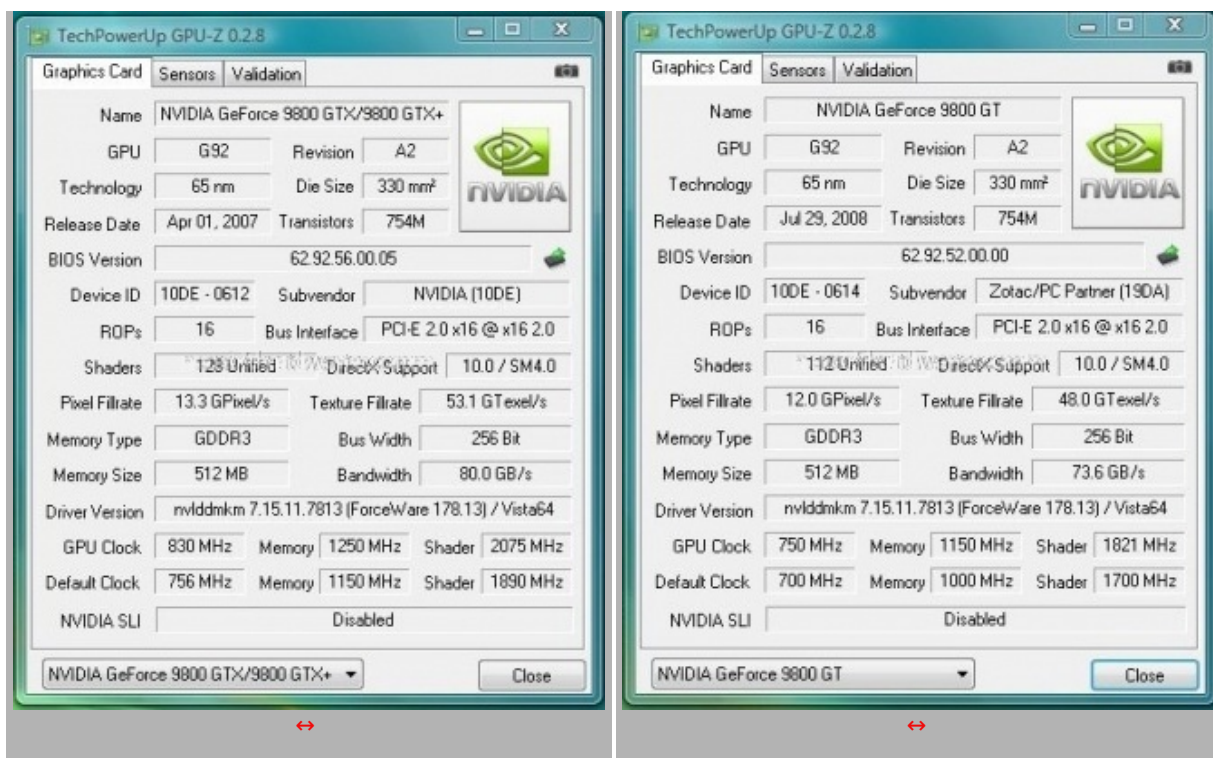 TechPowerUp GPU-Z 0.2.8
Graphics Card Sensors Validation
Name NVIDIA GeForce 9800 GTX/9800 GTX+
GPU G92 Revision A2
Technology 65 nm Die Size 330 mm²
NVIDIA
Release Date Apr 01, 2007 Transistors 754M
BIOS Version 62.92.56.00.05
Device ID 10DE - 0612 Subvendor NVIDIA (10DE)
ROPs 16 Bus Interface PCI-E 2.0 x16 @ x16 2.0
Shaders 128 Unified DirectX Support 10.0 / SM4.0
Pixel Fillrate 13.3 GPixel/s Texture Fillrate 53.1 GTexel/s
Memory Type GDDR3 Bus Width 256 Bit
Memory Size 512 MB Bandwidth 80.0 GB/s
Driver Version nvlddmkm 7.15.11.7813 (ForceWare 178.13) / Vista64
GPU Clock 830 MHz Memory 1250 MHz Shader 2075 MHz
Default Clock 756 MHz Memory 1150 MHz Shader 1890 MHz
NVIDIA SLI Disabled
NVIDIA GeForce 9800 GTX/9800 GTX+ Close
TechPowerUp GPU-Z 0.2.8
Graphics Card Sensors Validation
Name NVIDIA GeForce 9800 GT
GPU G92 Revision A2
Technology 65 nm Die Size 330 mm²
NVIDIA
Release Date Jul 29, 2008 Transistors 754M
BIOS Version 62.92.52.00.00
Device ID 10DE - 0614 Subvendor Zotac/PC Partner (19DA)
ROPs 16 Bus Interface PCI-E 2.0 x16 @ x16 2.0
Shaders 112 Unified DirectX Support 10.0 / SM4.0
Pixel Fillrate 12.0 GPixel/s Texture Fillrate 48.0 GTexel/s
Memory Type GDDR3 Bus Width 256 Bit
Memory Size 512 MB Bandwidth 73.6 GB/s
Driver Version nvlddmkm 7.15.11.7813 (ForceWare 178.13) / Vista64
GPU Clock 750 MHz Memory 1150 MHz Shader 1821 MHz
Default Clock 700 MHz Memory 1000 MHz Shader 1700 MHz
NVIDIA SLI Disabled
NVIDIA GeForce 9800 GT Close